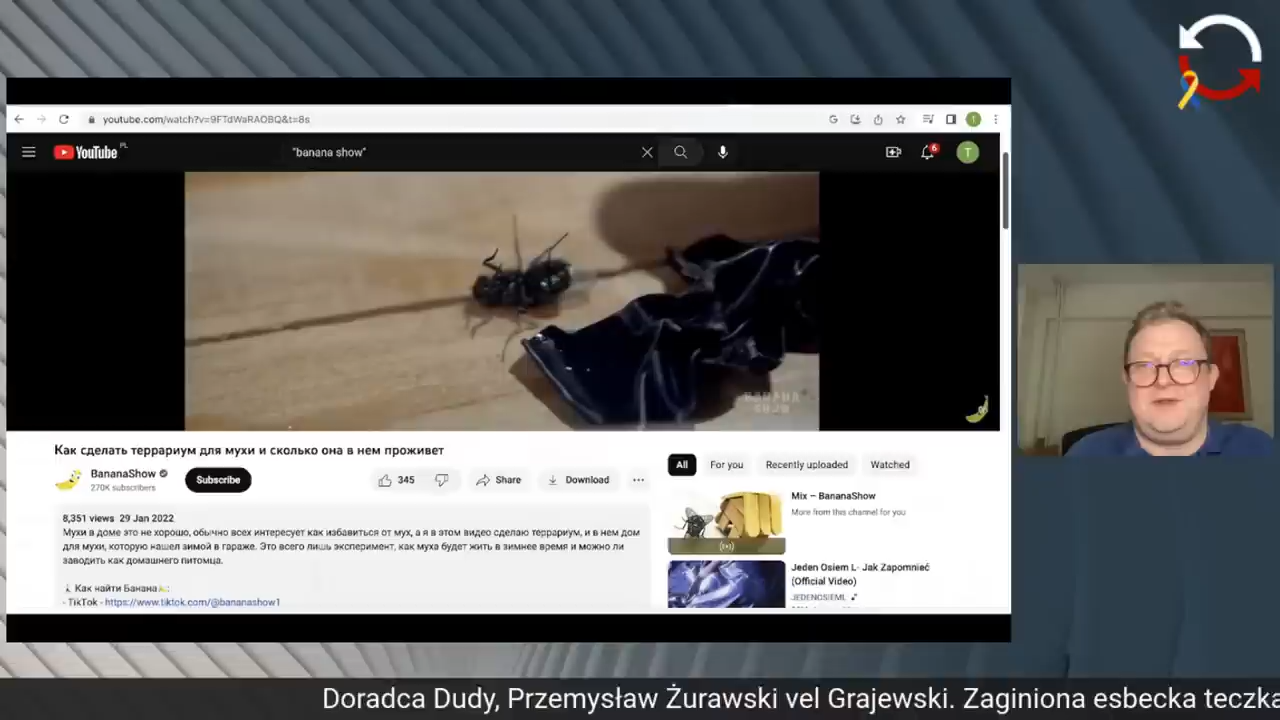 youtube.com/watch?v=9FTdWaRAOBQ&t=8s
YouTube PL
"banana show"
6
T
БАНАНА
ШОУ
Как сделать террариум для мухи и сколько она в нем проживет
BananaShow
270K subscribers
Subscribe
345
Share
Download
All
For you
Recently uploaded
Watched
8,351 views 29 Jan 2022
Мухи в доме это не хорошо, обычно всех интересует как избавиться от мух, а я в этом видео сделаю террариум, и в нем дом
для мухи, которую нашел зимой в гараже. Это всего лишь эксперимент, как муха будет жить в зимнее время и можно ли
заводить как домашнего питомца.
Как найти Банана
- TikTok - https://www.tiktok.com/@bananashow1
Mix – BananaShow
More from this channel for you
Jeden Osiem L- Jak Zapomnieć
(Official Video)
JEDENOSIEML
Doradca Dudy, Przemysław Żurawski vel Grajewski. Zaginiona esbecka teczka